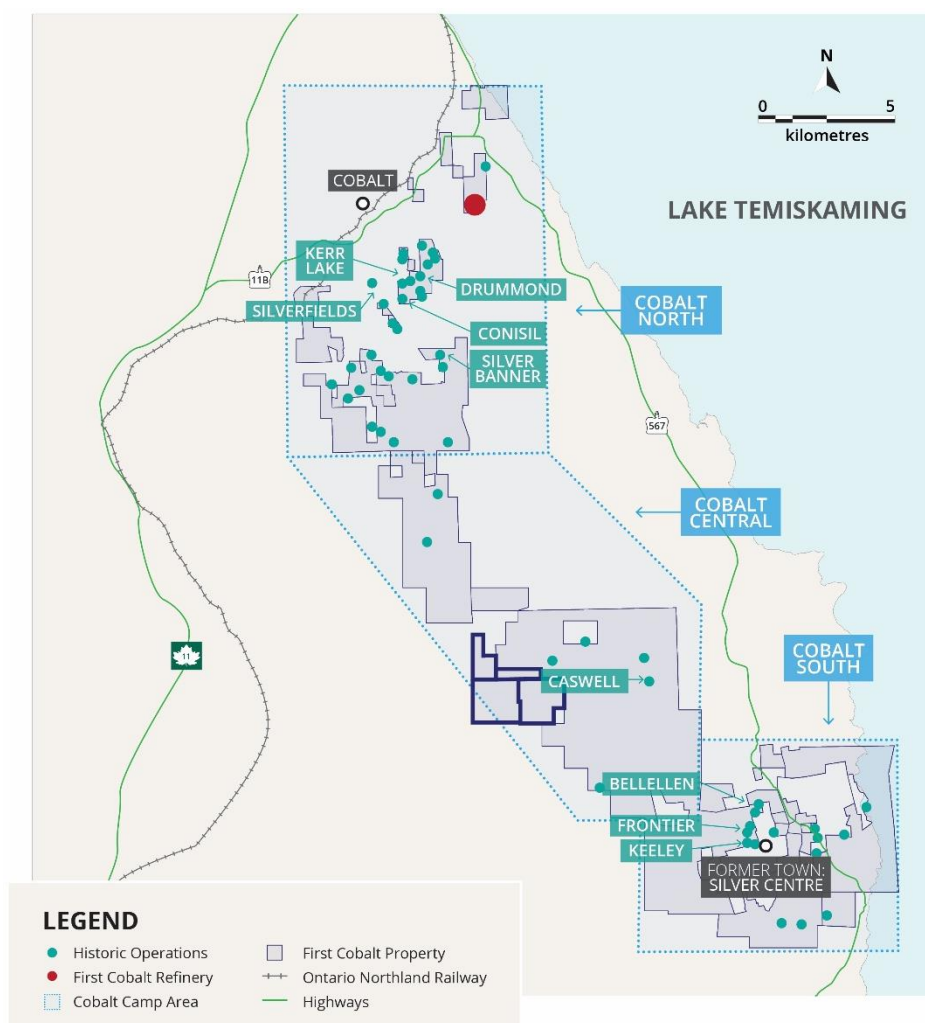 N
0 5
kilometres
COBALT
LAKE TEMISKAMING
KERR
LAKE
11B
DRUMMOND
SILVERFIELDS
COBALT
NORTH
CONISIL
SILVER
BANNER
567
COBALT
CENTRAL
11
COBALT
SOUTH
CASWELL
BELLELLEN
FRONTIER
KEELEY
FORMER TOWN:
SILVER CENTRE
LEGEND
Historic Operations
First Cobalt Refinery
Cobalt Camp Area
First Cobalt Property
Ontario Northland Railway
Highways